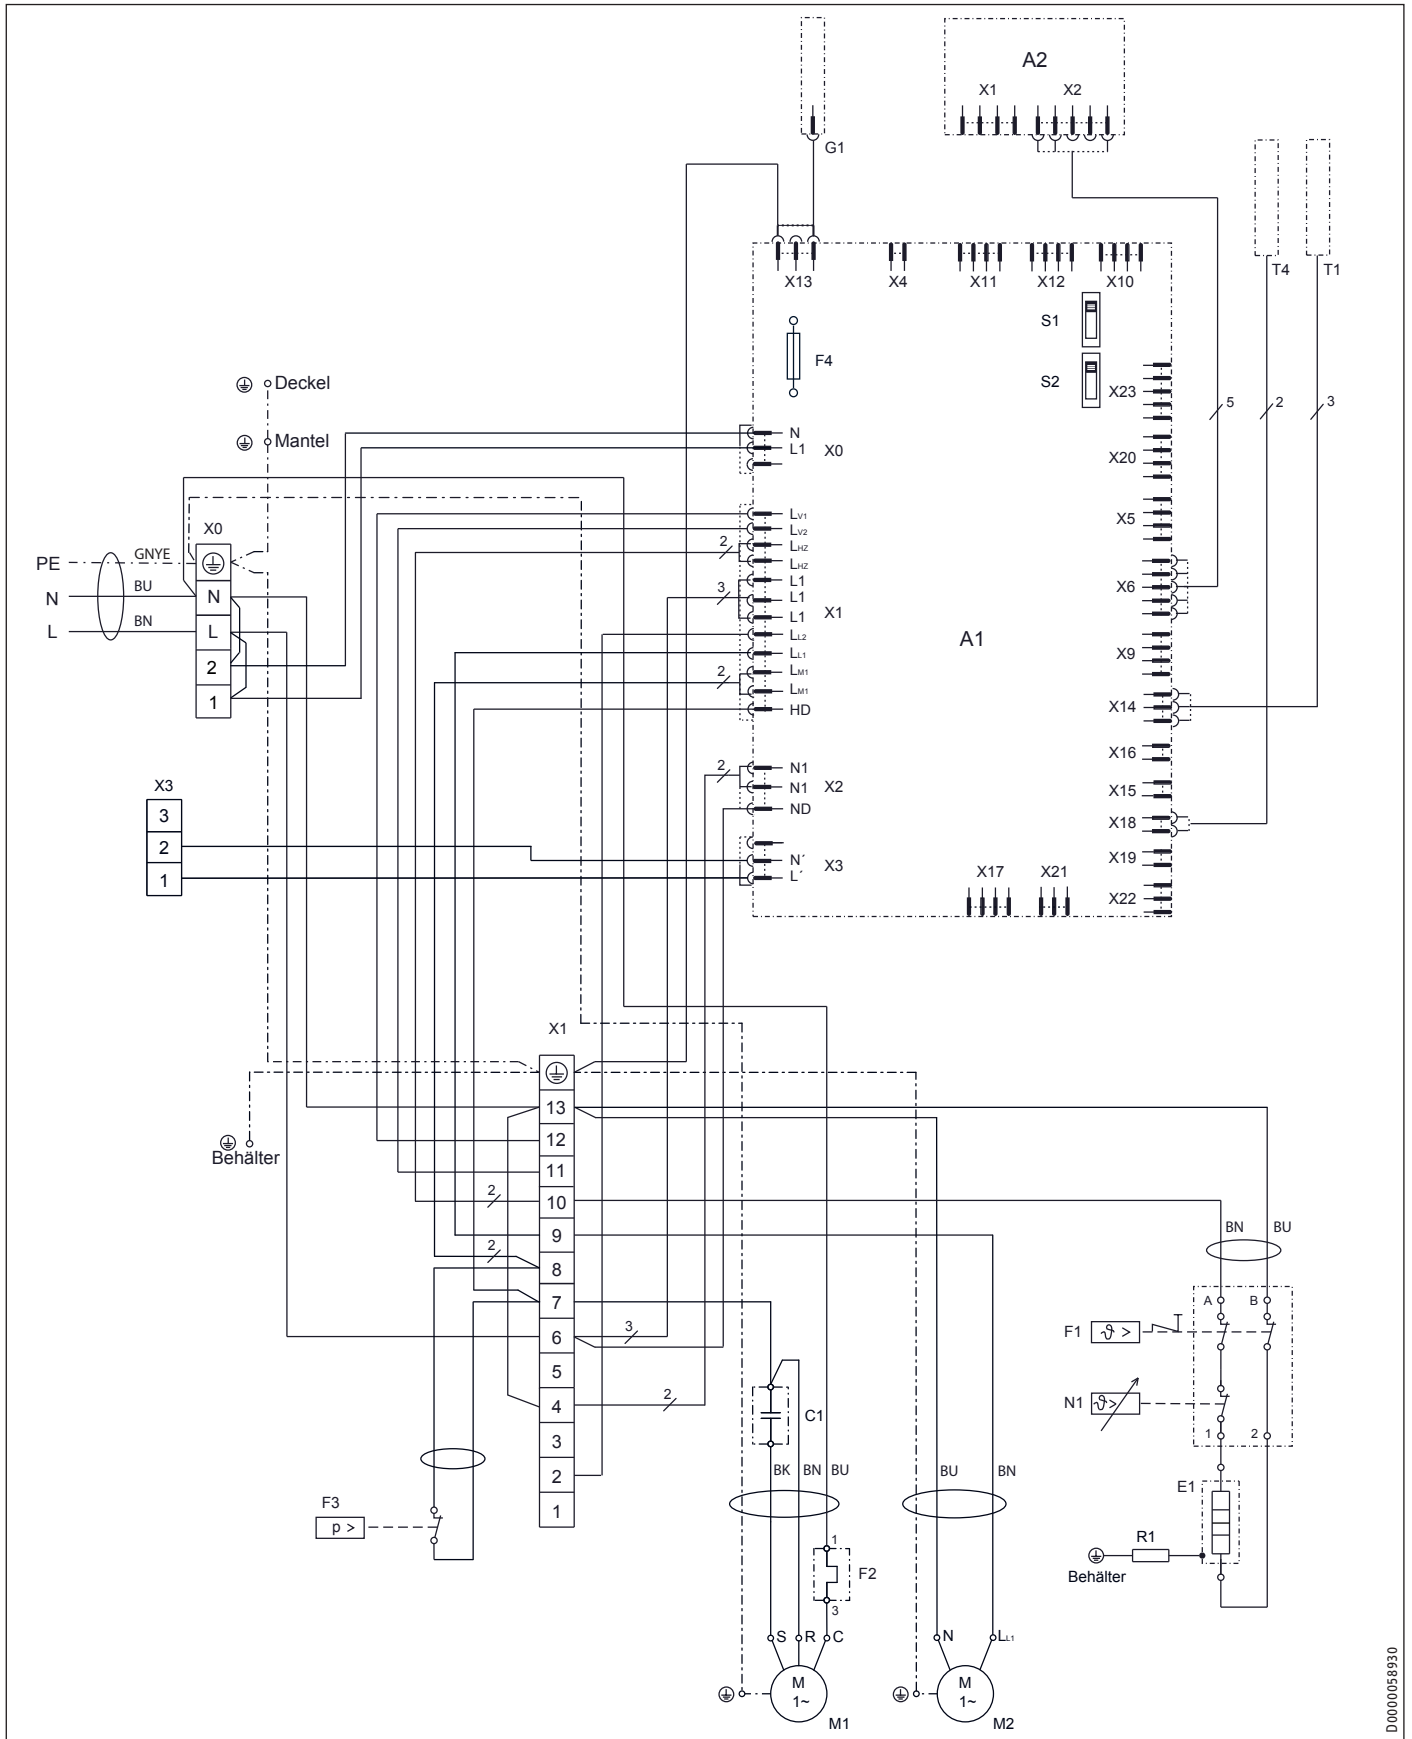 A2
X1 X2
G1
T4 T1
X13 X4 X11 X12 X10
S1
F4
S2
X23
5 2 3
Deckel
Mantel
N
L1 X0
X20
X5
X0
PE GNYE
N BU N
L BN L
2
1
LV1
LV2
2 LHZ
LHZ
L1
3 L1 X1
L1
LL2
LL1
2 LM1
LM1
HD
A1
X6
X9
X14
X16
X15
X18
X19
X22
2 N1
N1 X2
ND
X3
3
2
1
N´
L´ X3
X17 X21
X1
13
12
11
2 10
9
2 8
7
6 3
5
4 2
3
2
1
Behälter
BN BU
A B
F1 ϑ >
N1 ϑ>
1 2
C1
BK BN BU
BU BN
F3
p >
E1
R1
Behälter
1
F2
3
S R C
N LL1
M
1~
M1
M
1~
M2
D0000058930